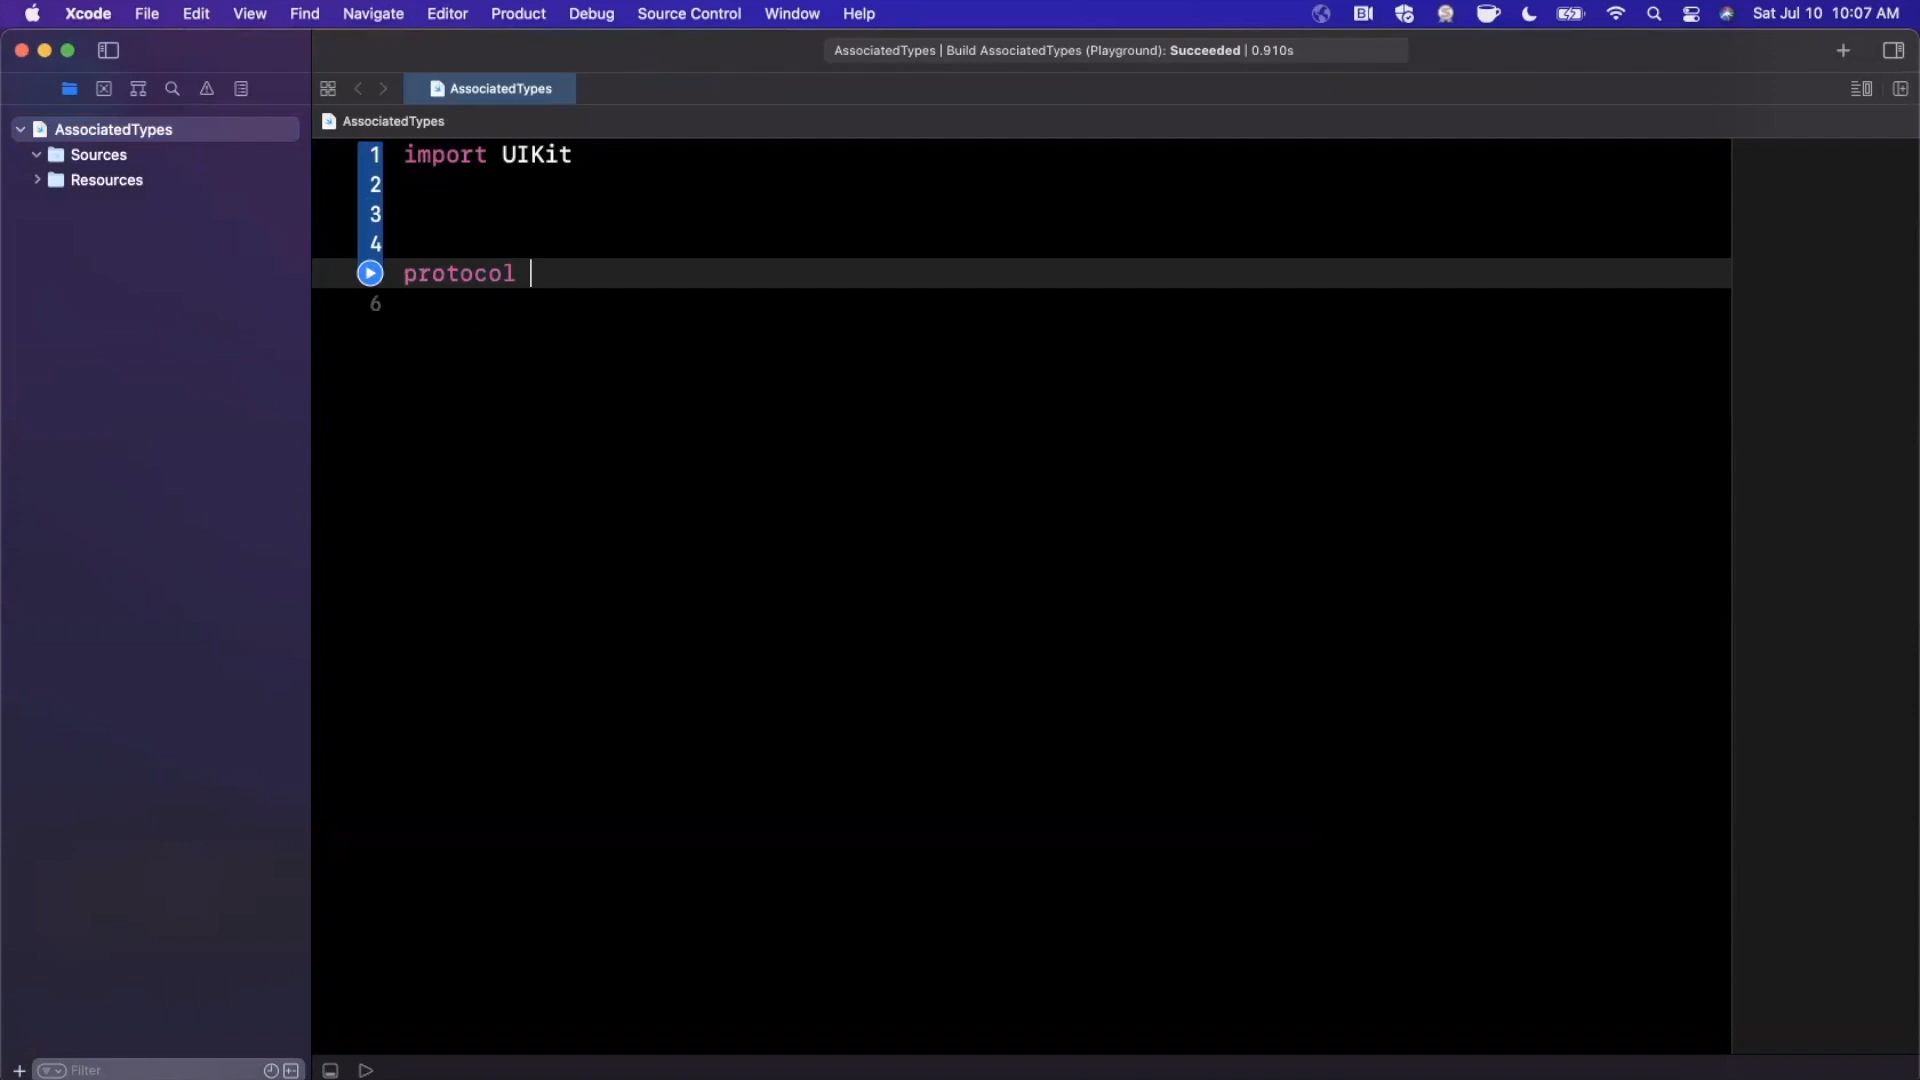 Xcode File Edit View Find Navigate Editor Product Debug Source Control Window Help Sat Jul 10 10:07 AM
AssociatedTypes | Build AssociatedTypes (Playground): Succeeded | 0.910s
AssociatedTypes
AssociatedTypes
AssociatedTypes
Sources
Resources
1 import UIKit
2
3
4
protocol
6
Filter